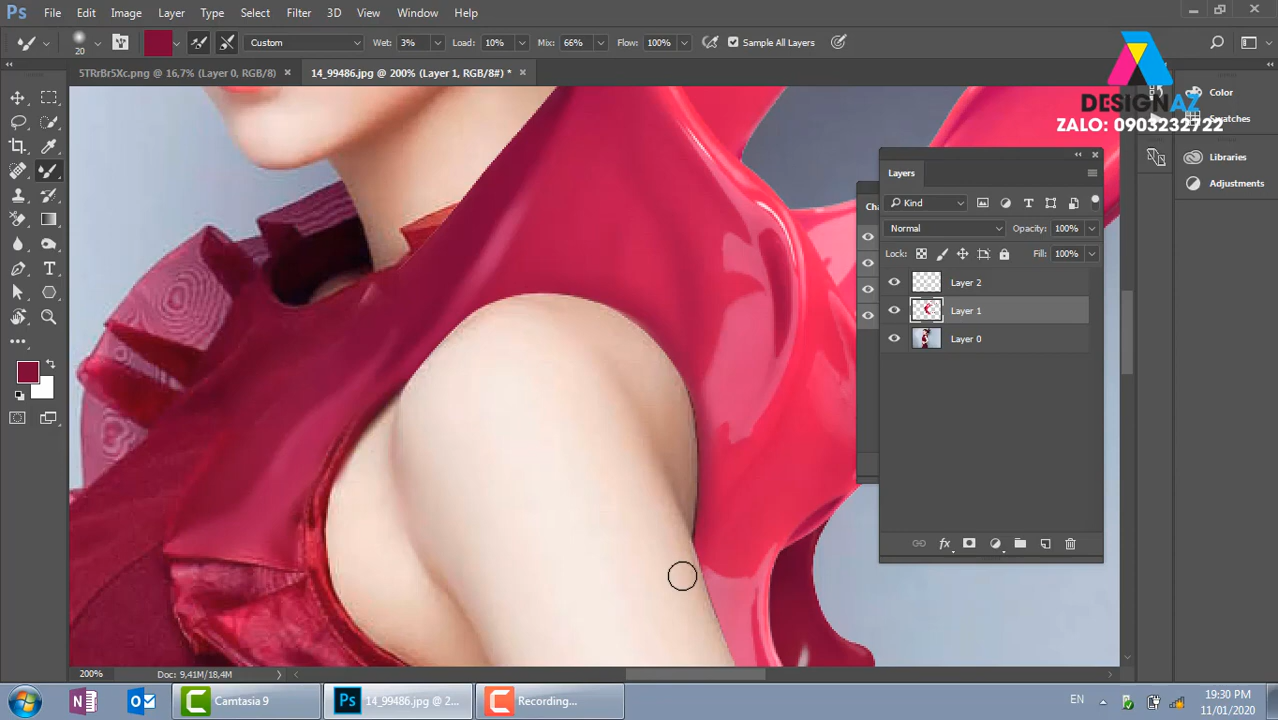 Ps File Edit Image Layer Type Select Filter 3D View Window Help
20 Custom Wet: 3% Load: 10% Mix: 66% Flow: 100% Sample All Layers
5TRrBrSXc.png @ 16,7% (Layer 0, RGB/8) × 14_99486.jpg @ 200% (Layer 1, RGB/8#) * ×
DESIGNAZ
ZALO: 0903232722
Color
Swatches
Libraries
Adjustments
Layers
Kind
Normal Opacity: 100%
Lock: Fill: 100%
Layer 2
Layer 1
Layer 0
fx
200% Doc: 9,41M/18,4M
Camtasia 9 14_99486.jpg @ 2... Recording...
EN 19:30 PM
11/01/2020